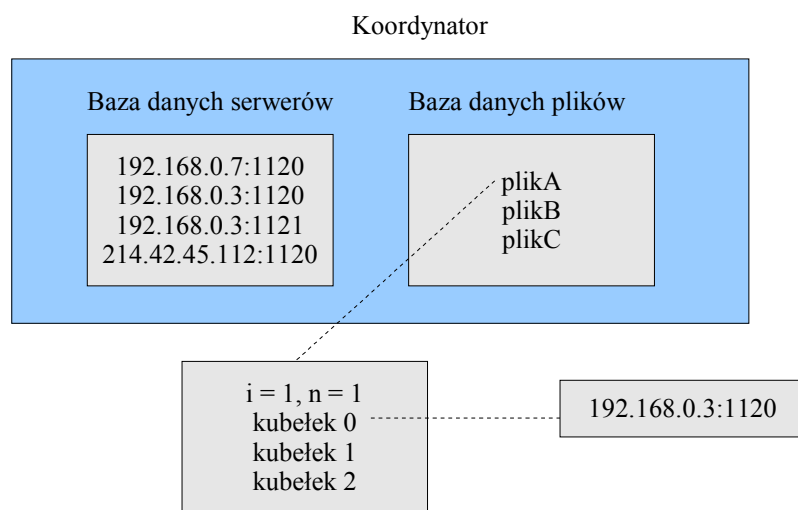 Koordynator
Baza danych serwerów
192.168.0.7:1120
192.168.0.3:1120
192.168.0.3:1121
214.42.45.112:1120
Baza danych plików
plikA
plikB
plikC
i = 1, n = 1
kubełek 0
kubełek 1
kubełek 2
192.168.0.3:1120